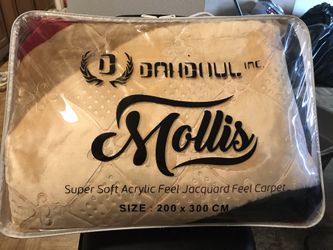 D
DAHDNUL INC.
Mollis
Super Soft Acrylic Feel Jacquard Feel Carpet
SIZE : 200 x 300 CM